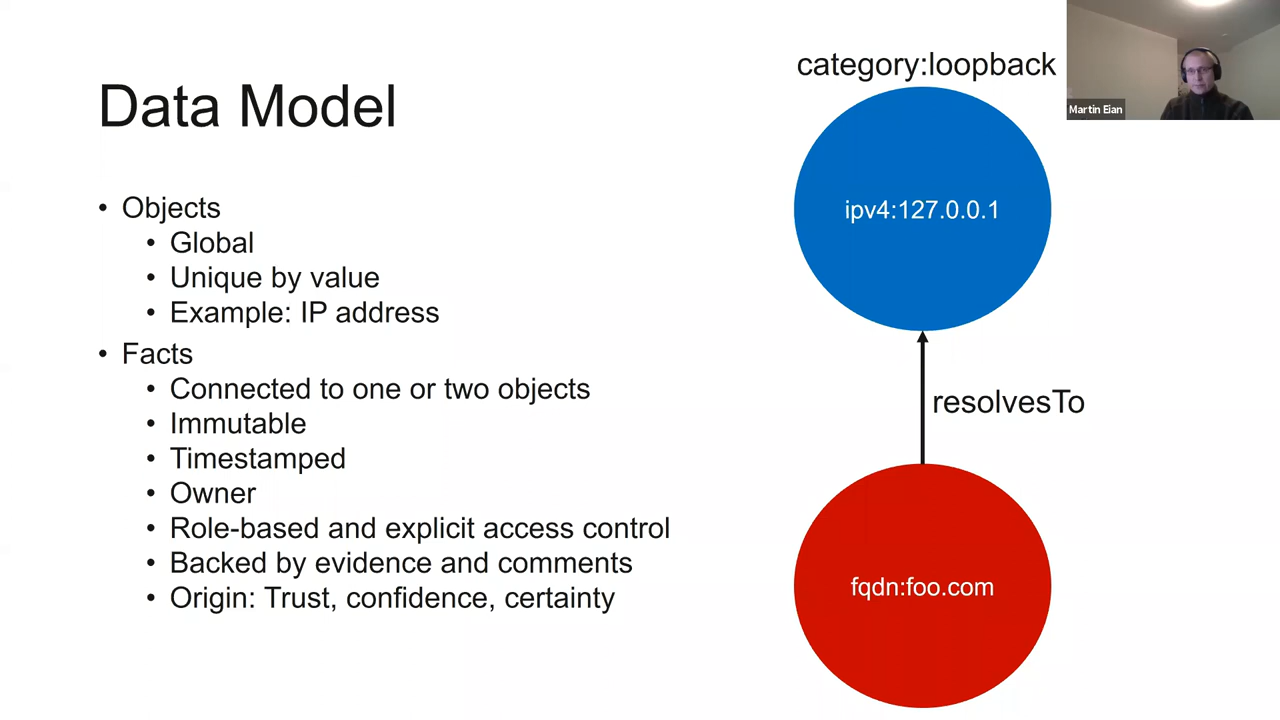 Data Model
• Objects
• Global
• Unique by value
• Example: IP address
• Facts
• Connected to one or two objects
• Immutable
• Timestamped
• Owner
• Role-based and explicit access control
• Backed by evidence and comments
• Origin: Trust, confidence, certainty
category:loopback
ipv4:127.0.0.1
resolvesTo
fqdn:foo.com
Martin Eian